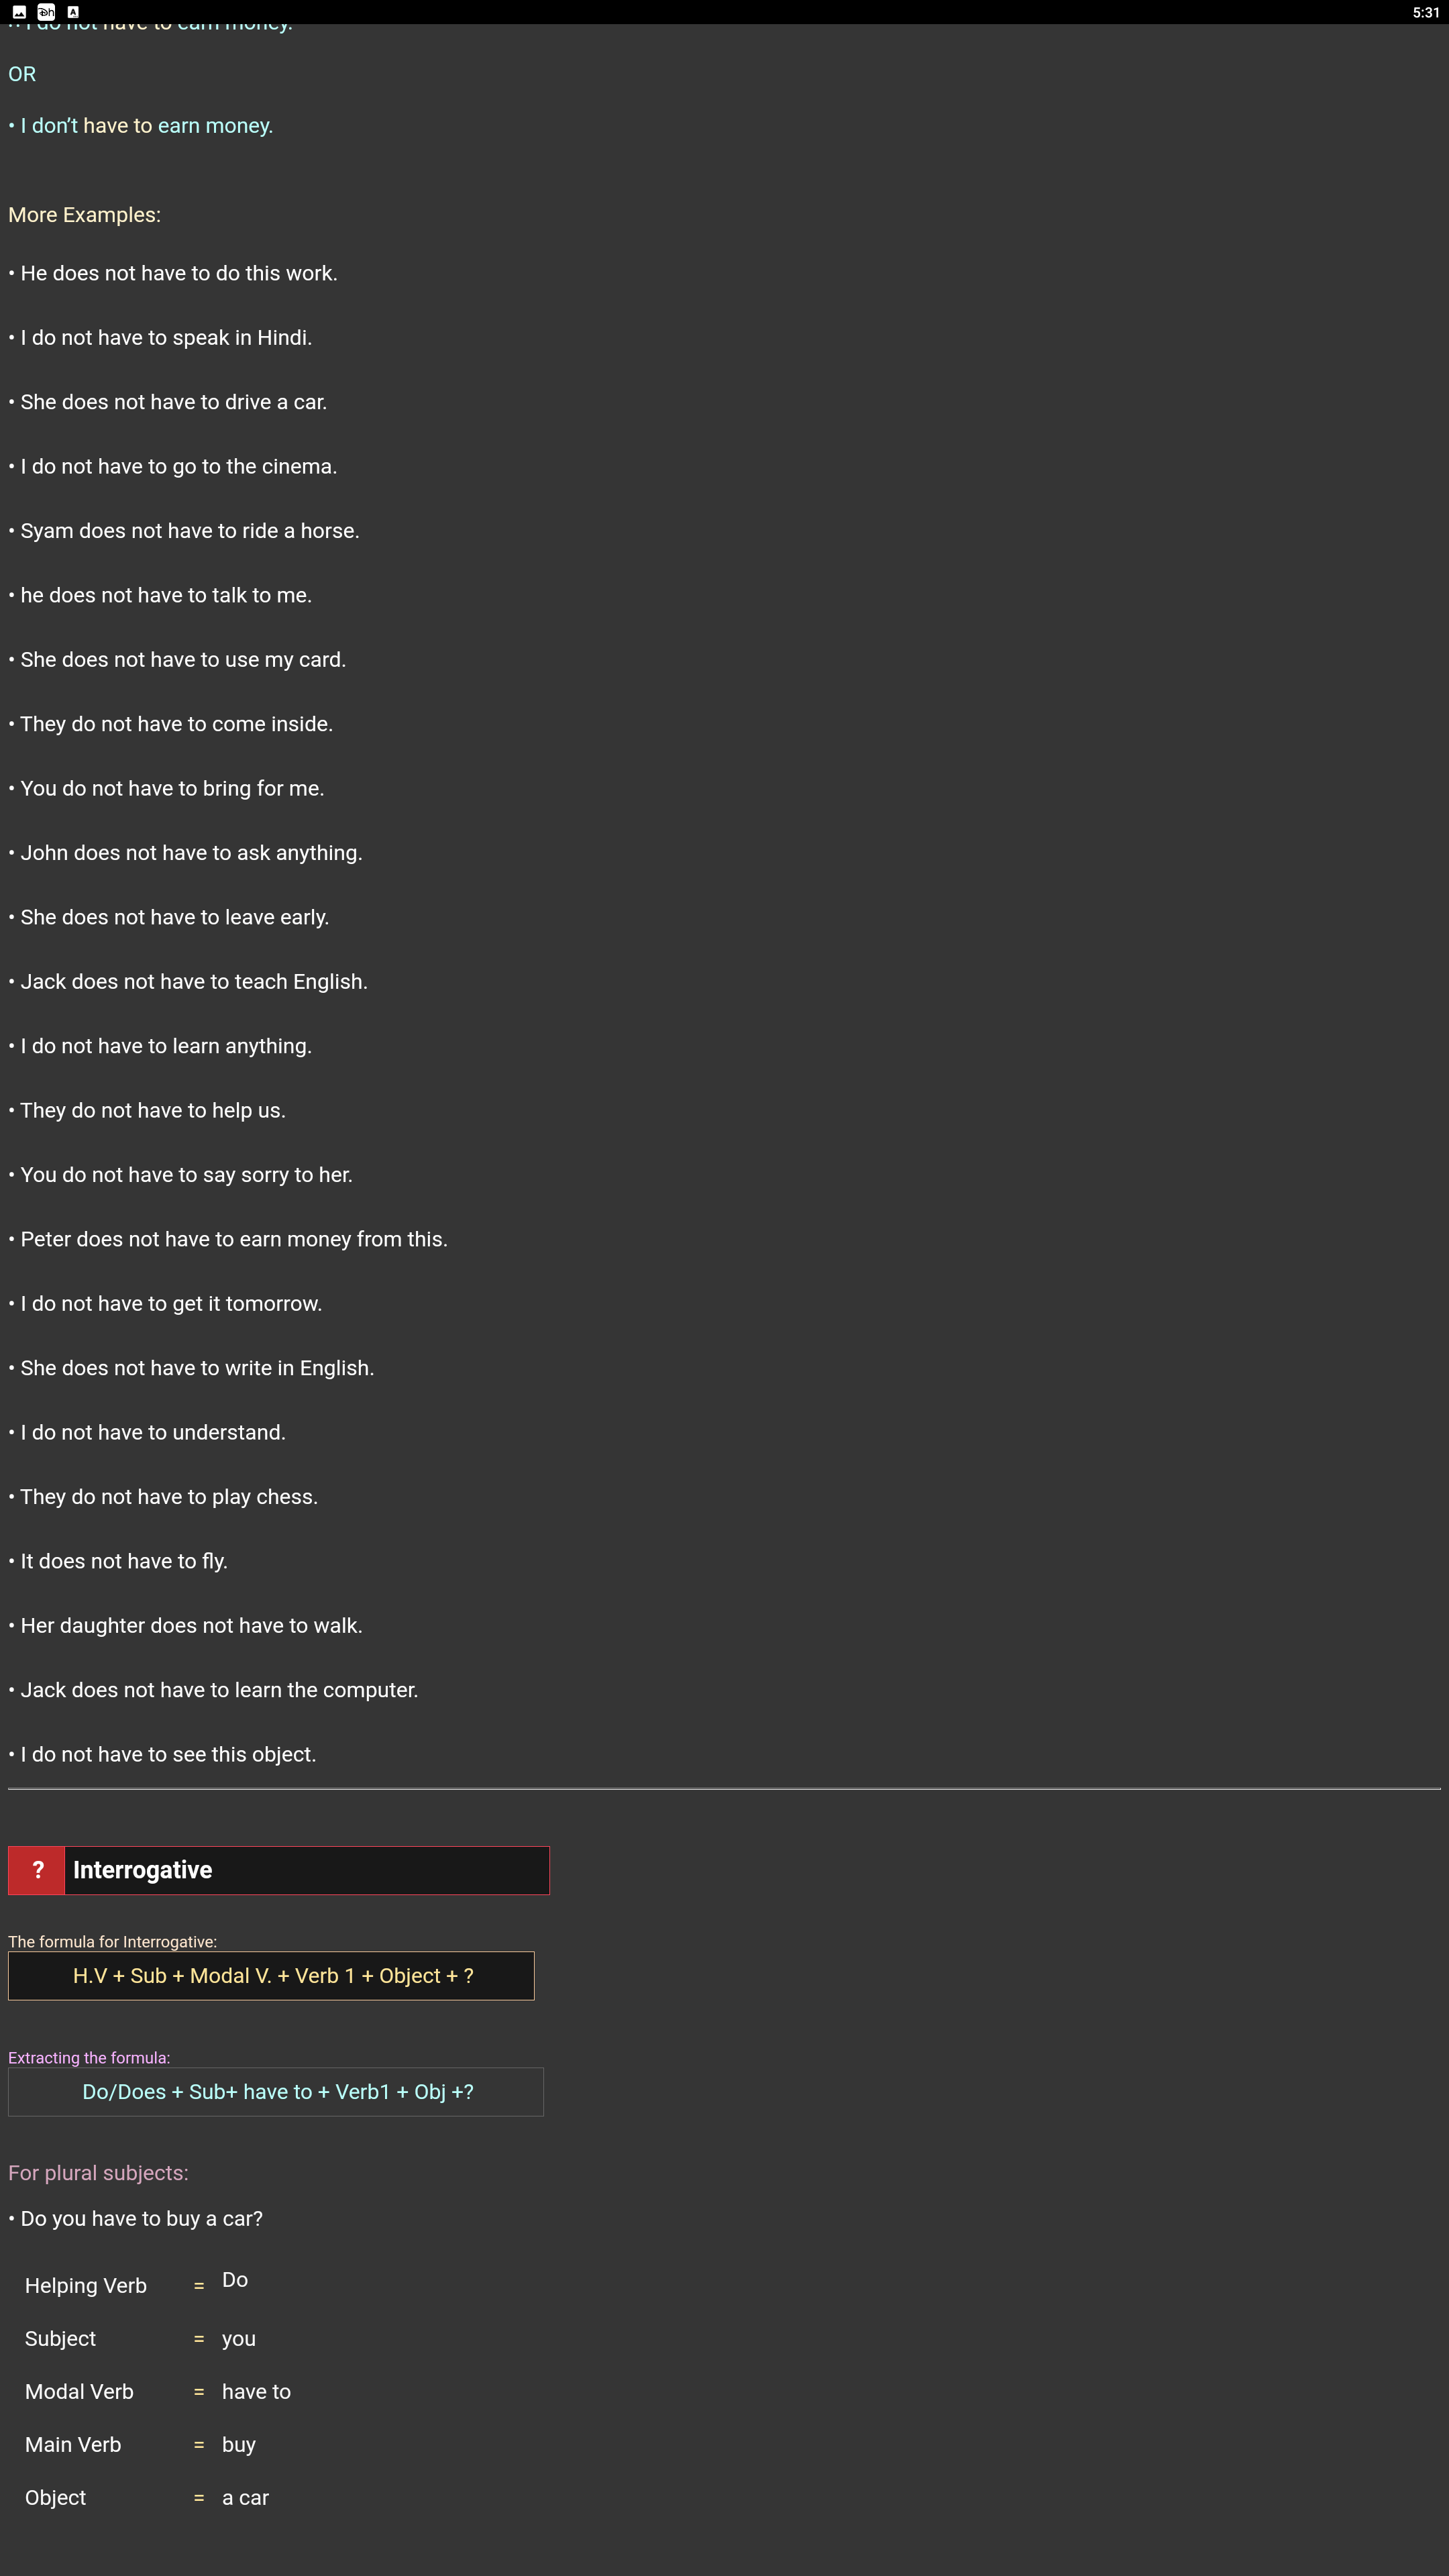 5:31
I do not have to earn money.
OR
• I don’t have to earn money.
More Examples:
• He does not have to do this work.
• I do not have to speak in Hindi.
• She does not have to drive a car.
• I do not have to go to the cinema.
• Syam does not have to ride a horse.
• he does not have to talk to me.
• She does not have to use my card.
• They do not have to come inside.
• You do not have to bring for me.
• John does not have to ask anything.
• She does not have to leave early.
• Jack does not have to teach English.
• I do not have to learn anything.
• They do not have to help us.
• You do not have to say sorry to her.
• Peter does not have to earn money from this.
• I do not have to get it tomorrow.
• She does not have to write in English.
• I do not have to understand.
• They do not have to play chess.
• It does not have to fly.
• Her daughter does not have to walk.
• Jack does not have to learn the computer.
• I do not have to see this object.
? Interrogative
The formula for Interrogative:
H.V + Sub + Modal V. + Verb 1 + Object + ?
Extracting the formula:
Do/Does + Sub+ have to + Verb1 + Obj +?
For plural subjects:
• Do you have to buy a car?
Helping Verb = Do
Subject = you
Modal Verb = have to
Main Verb = buy
Object = a car